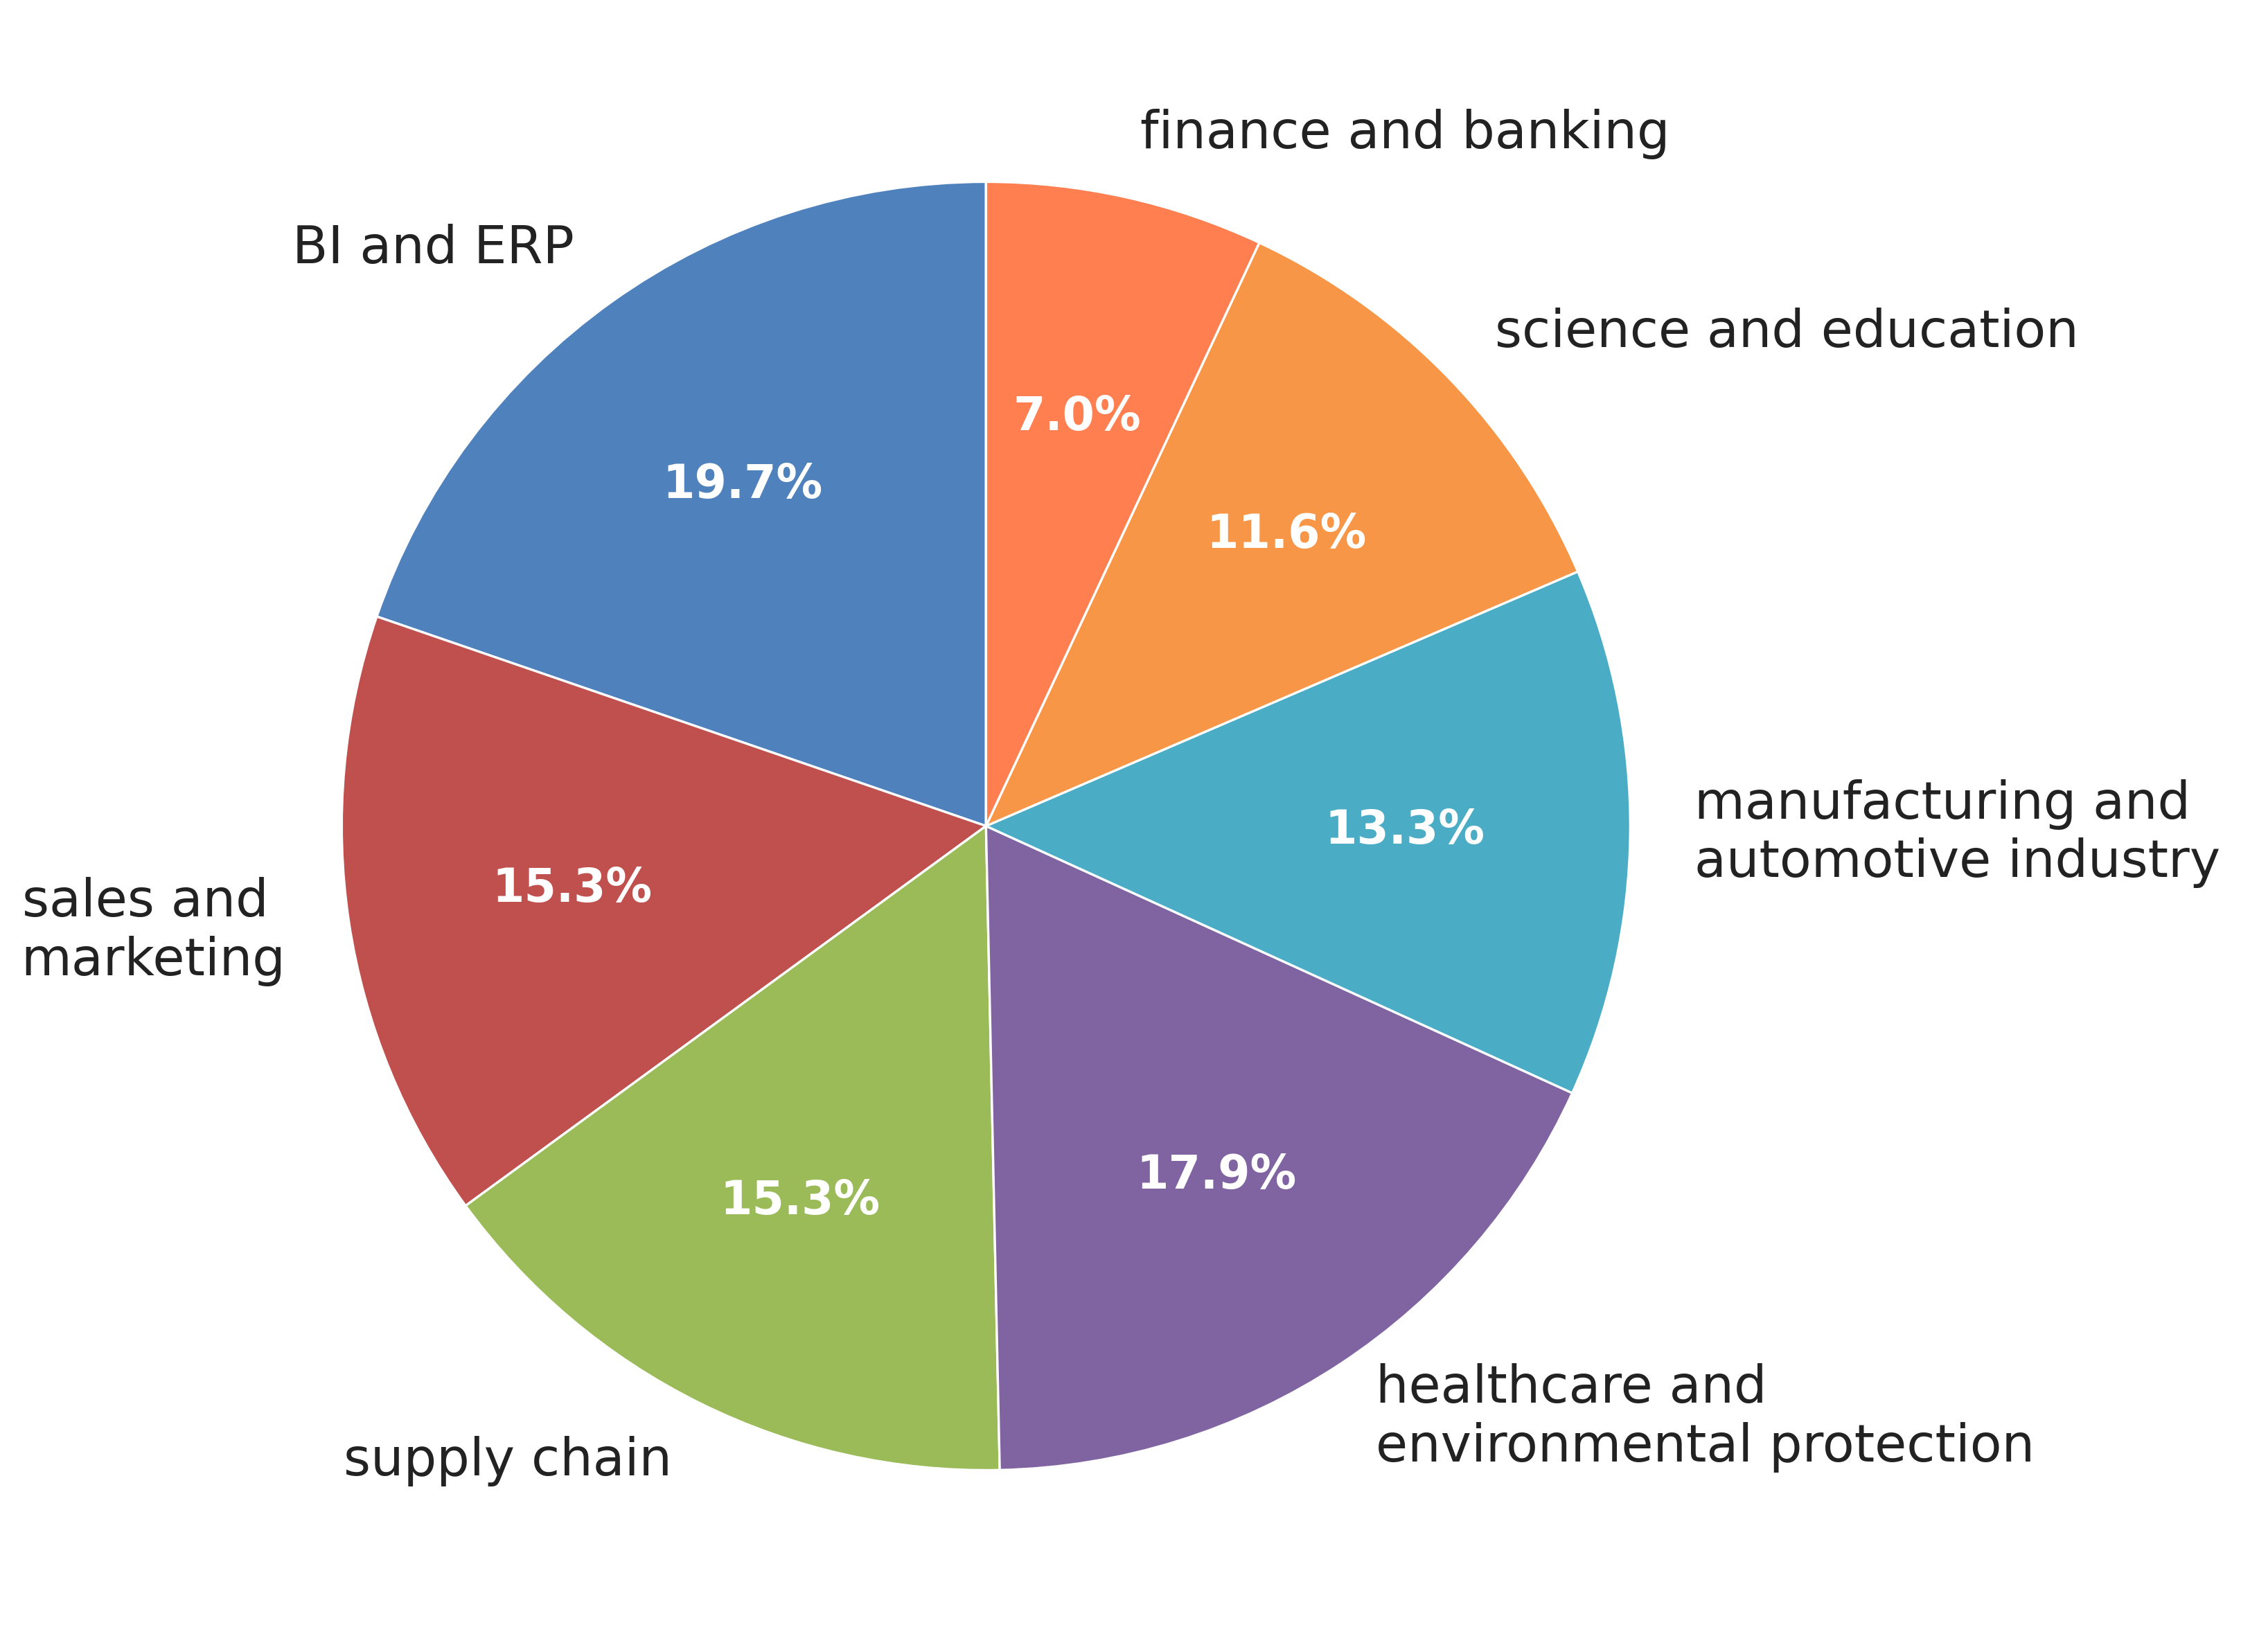 finance and banking
BI and ERP
science and education
7.0%
19.7%
11.6%
manufacturing and
automotive industry
13.3%
sales and
marketing
15.3%
17.9%
15.3%
healthcare and
environmental protection
supply chain